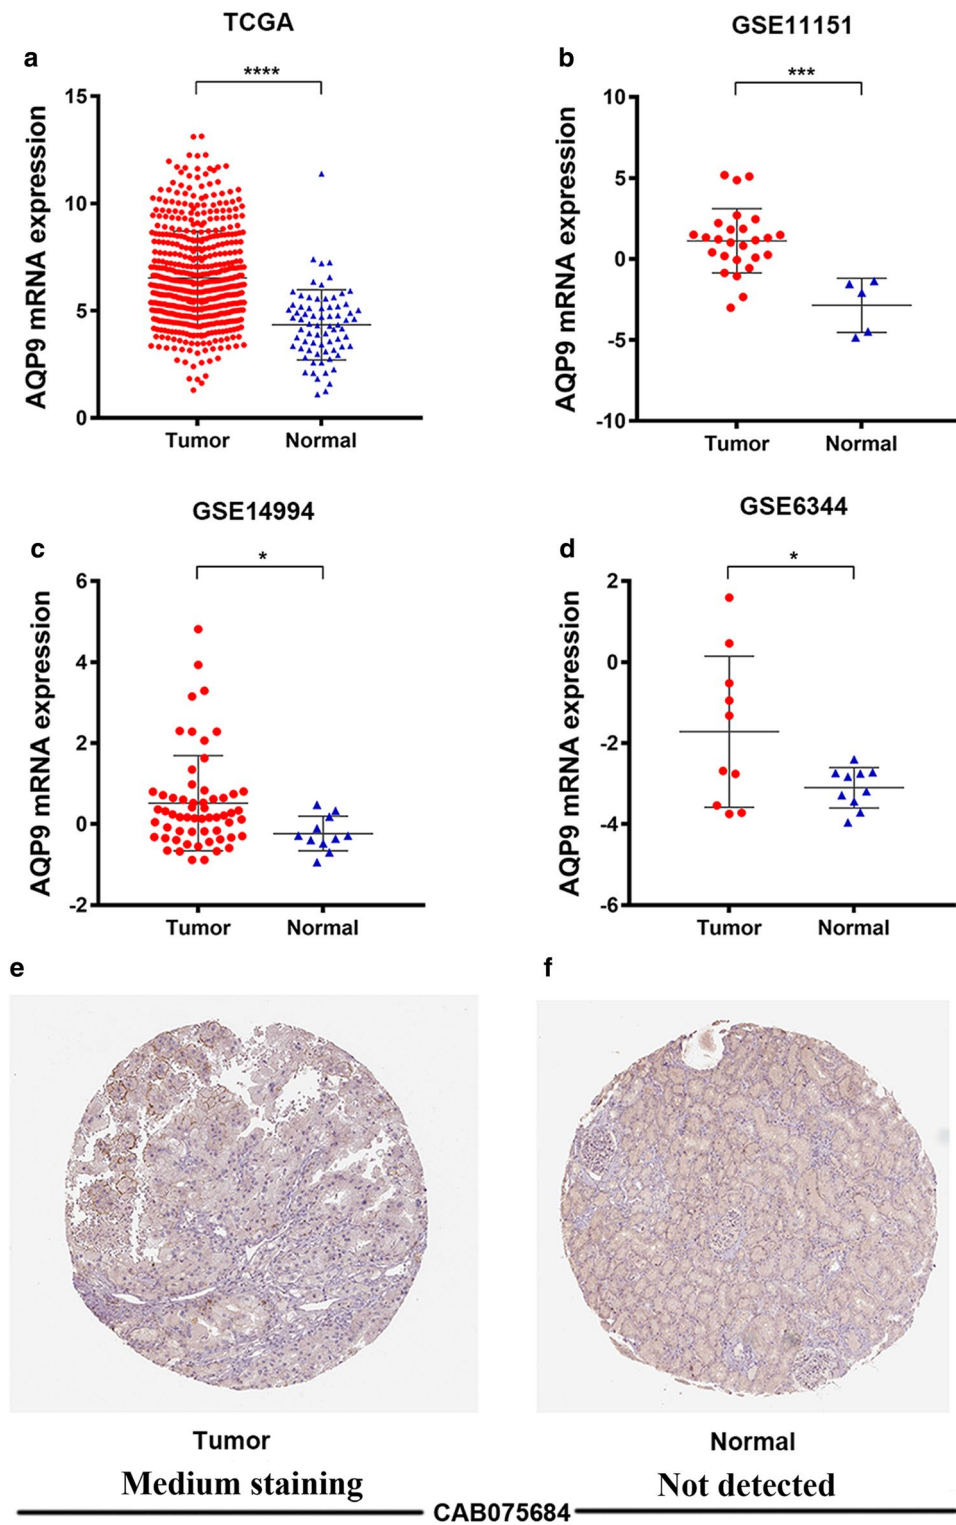 TCGA
a
****
15
10
5
0
AQP9 mRNA expression
Tumor
Normal
GSE11151
b
***
10
5
0
-5
-10
AQP9 mRNA expression
Tumor
Normal
GSE14994
c
*
6
4
2
0
-2
AQP9 mRNA expression
Tumor
Normal
GSE6344
d
*
2
0
-2
-4
-6
AQP9 mRNA expression
Tumor
Normal
e
Tumor
Medium staining
f
Normal
Not detected
CAB075684